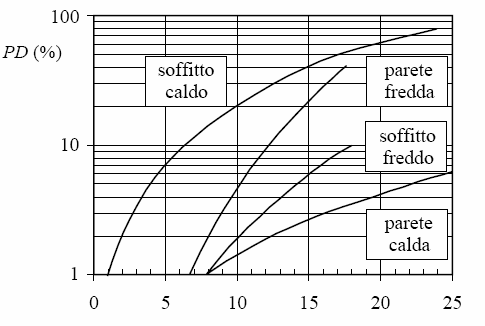 100
PD (%)
soffitto
caldo
parete
fredda
soffitto
freddo
10
parete
calda
1
0 5 10 15 20 25